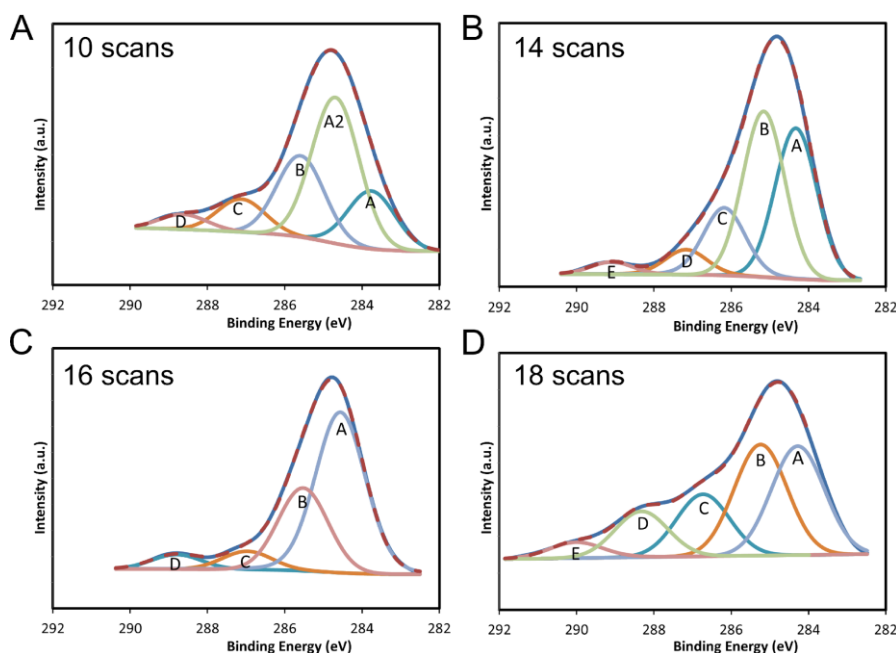 A
10 scans
A2
B
C
D
A
Intensity (a.u.)
292 290 288 286 284 282
Binding Energy (eV)
B
14 scans
B
A
C
D
E
Intensity (a.u.)
292 290 288 286 284 282
Binding Energy (eV)
C
16 scans
A
B
C
D
Intensity (a.u.)
292 290 288 286 284 282
Binding Energy (eV)
D
18 scans
B
A
C
D
E
Intensity (a.u.)
292 290 288 286 284 282
Binding Energy (eV)